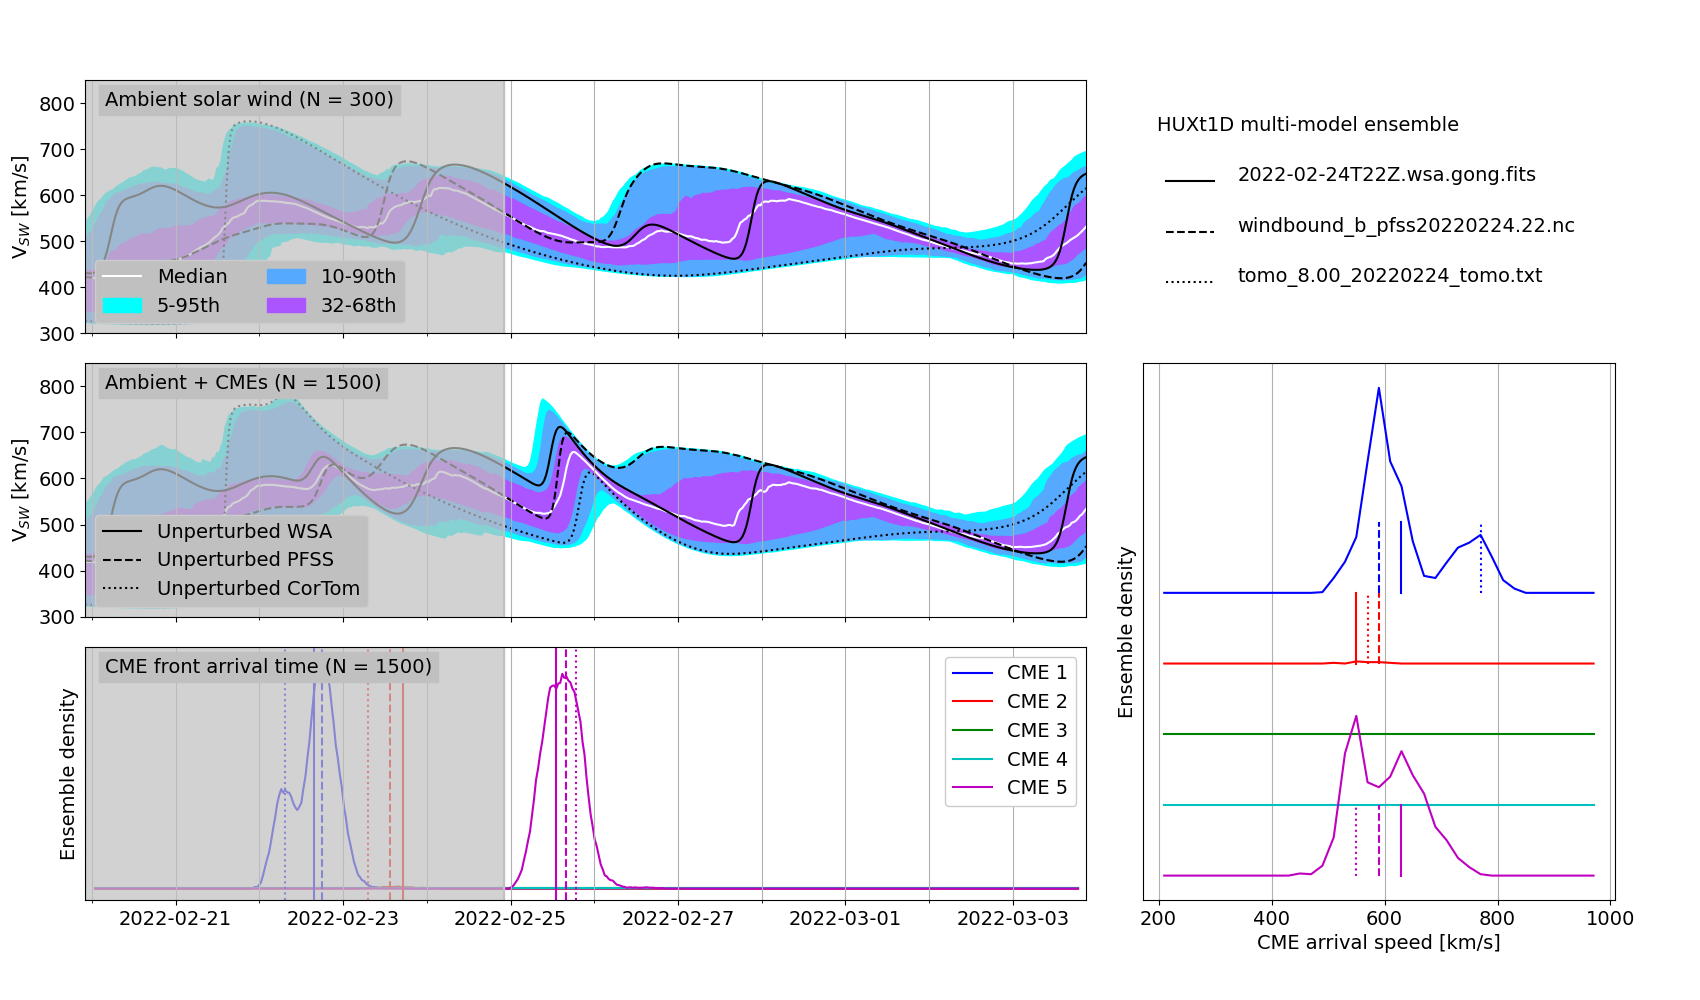 Ambient solar wind (N = 300)
V_SW [km/s]
800
700
600
500
400
300
Median
5-95th
10-90th
32-68th
HUXt1D multi-model ensemble
2022-02-24T22Z.wsa.gong.fits
windbound_b_pfss20220224.22.nc
tomo_8.00_20220224_tomo.txt
Ambient + CMEs (N = 1500)
V_SW [km/s]
800
700
600
500
400
300
Unperturbed WSA
Unperturbed PFSS
Unperturbed CorTom
CME front arrival time (N = 1500)
Ensemble density
CME 1
CME 2
CME 3
CME 4
CME 5
2022-02-21
2022-02-23
2022-02-25
2022-02-27
2022-03-01
2022-03-03
Ensemble density
200
400
600
800
1000
CME arrival speed [km/s]